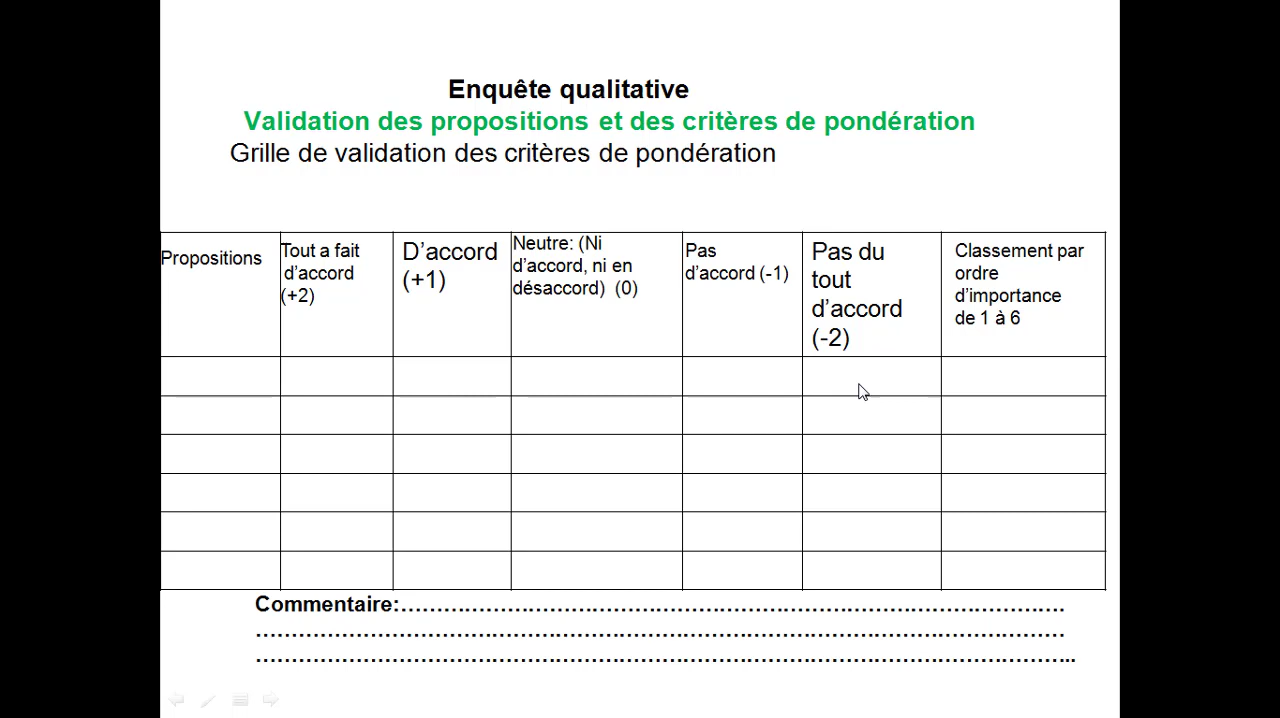 Enquête qualitative
Validation des propositions et des critères de pondération
Grille de validation des critères de pondération
Propositions
Tout a fait
d’accord
(+2)
D’accord
(+1)
Neutre: (Ni
d’accord, ni en
désaccord) (0)
Pas
d’accord (-1)
Pas du
tout
d’accord
(-2)
Classement par
ordre
d’importance
de 1 à 6
Commentaire:……………………………………………………………………………….
………………………………………………………………………………………………
………………………………………………………………………………………………..